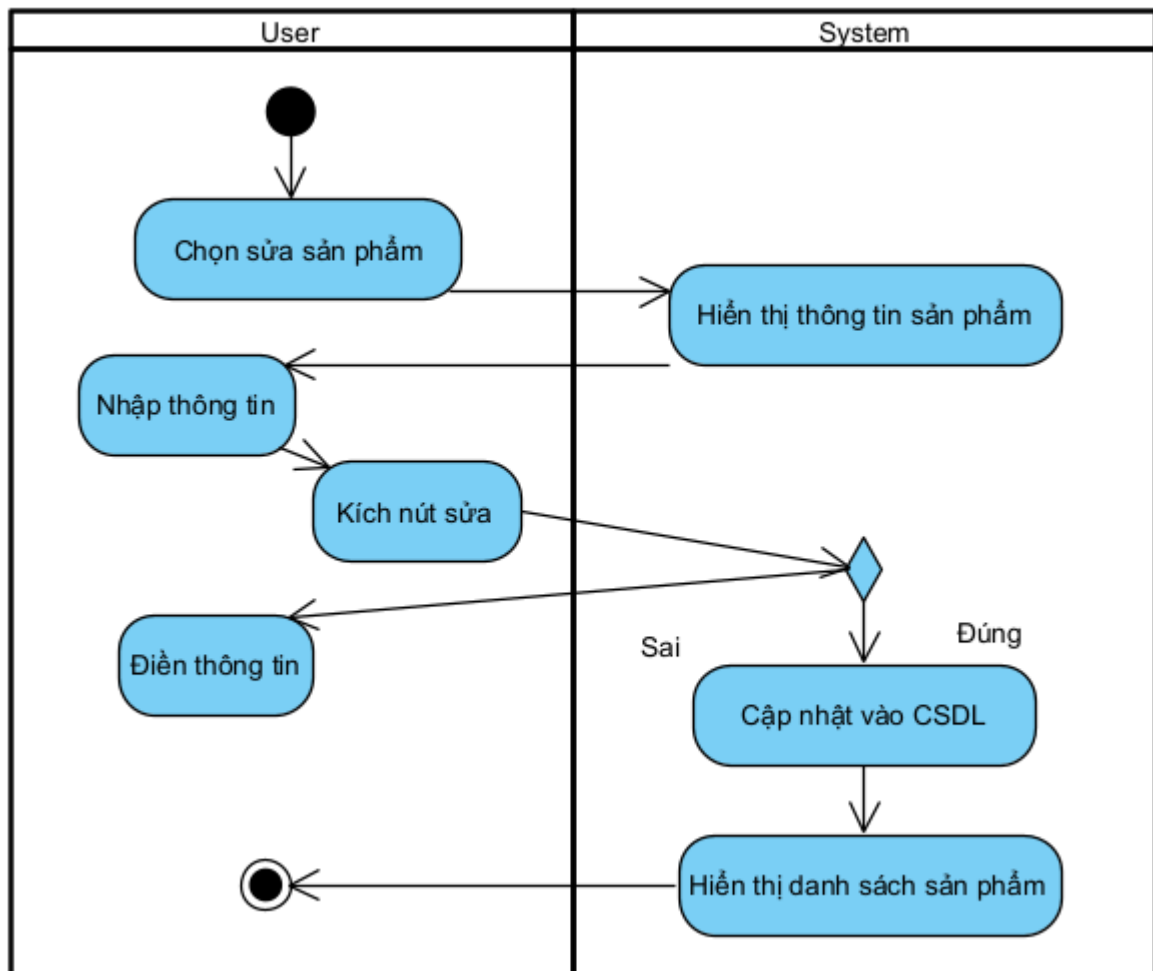 User
System
Chọn sửa sản phẩm
Hiển thị thông tin sản phẩm
Nhập thông tin
Kích nút sửa
Điền thông tin
Sai
Đúng
Cập nhật vào CSDL
Hiển thị danh sách sản phẩm